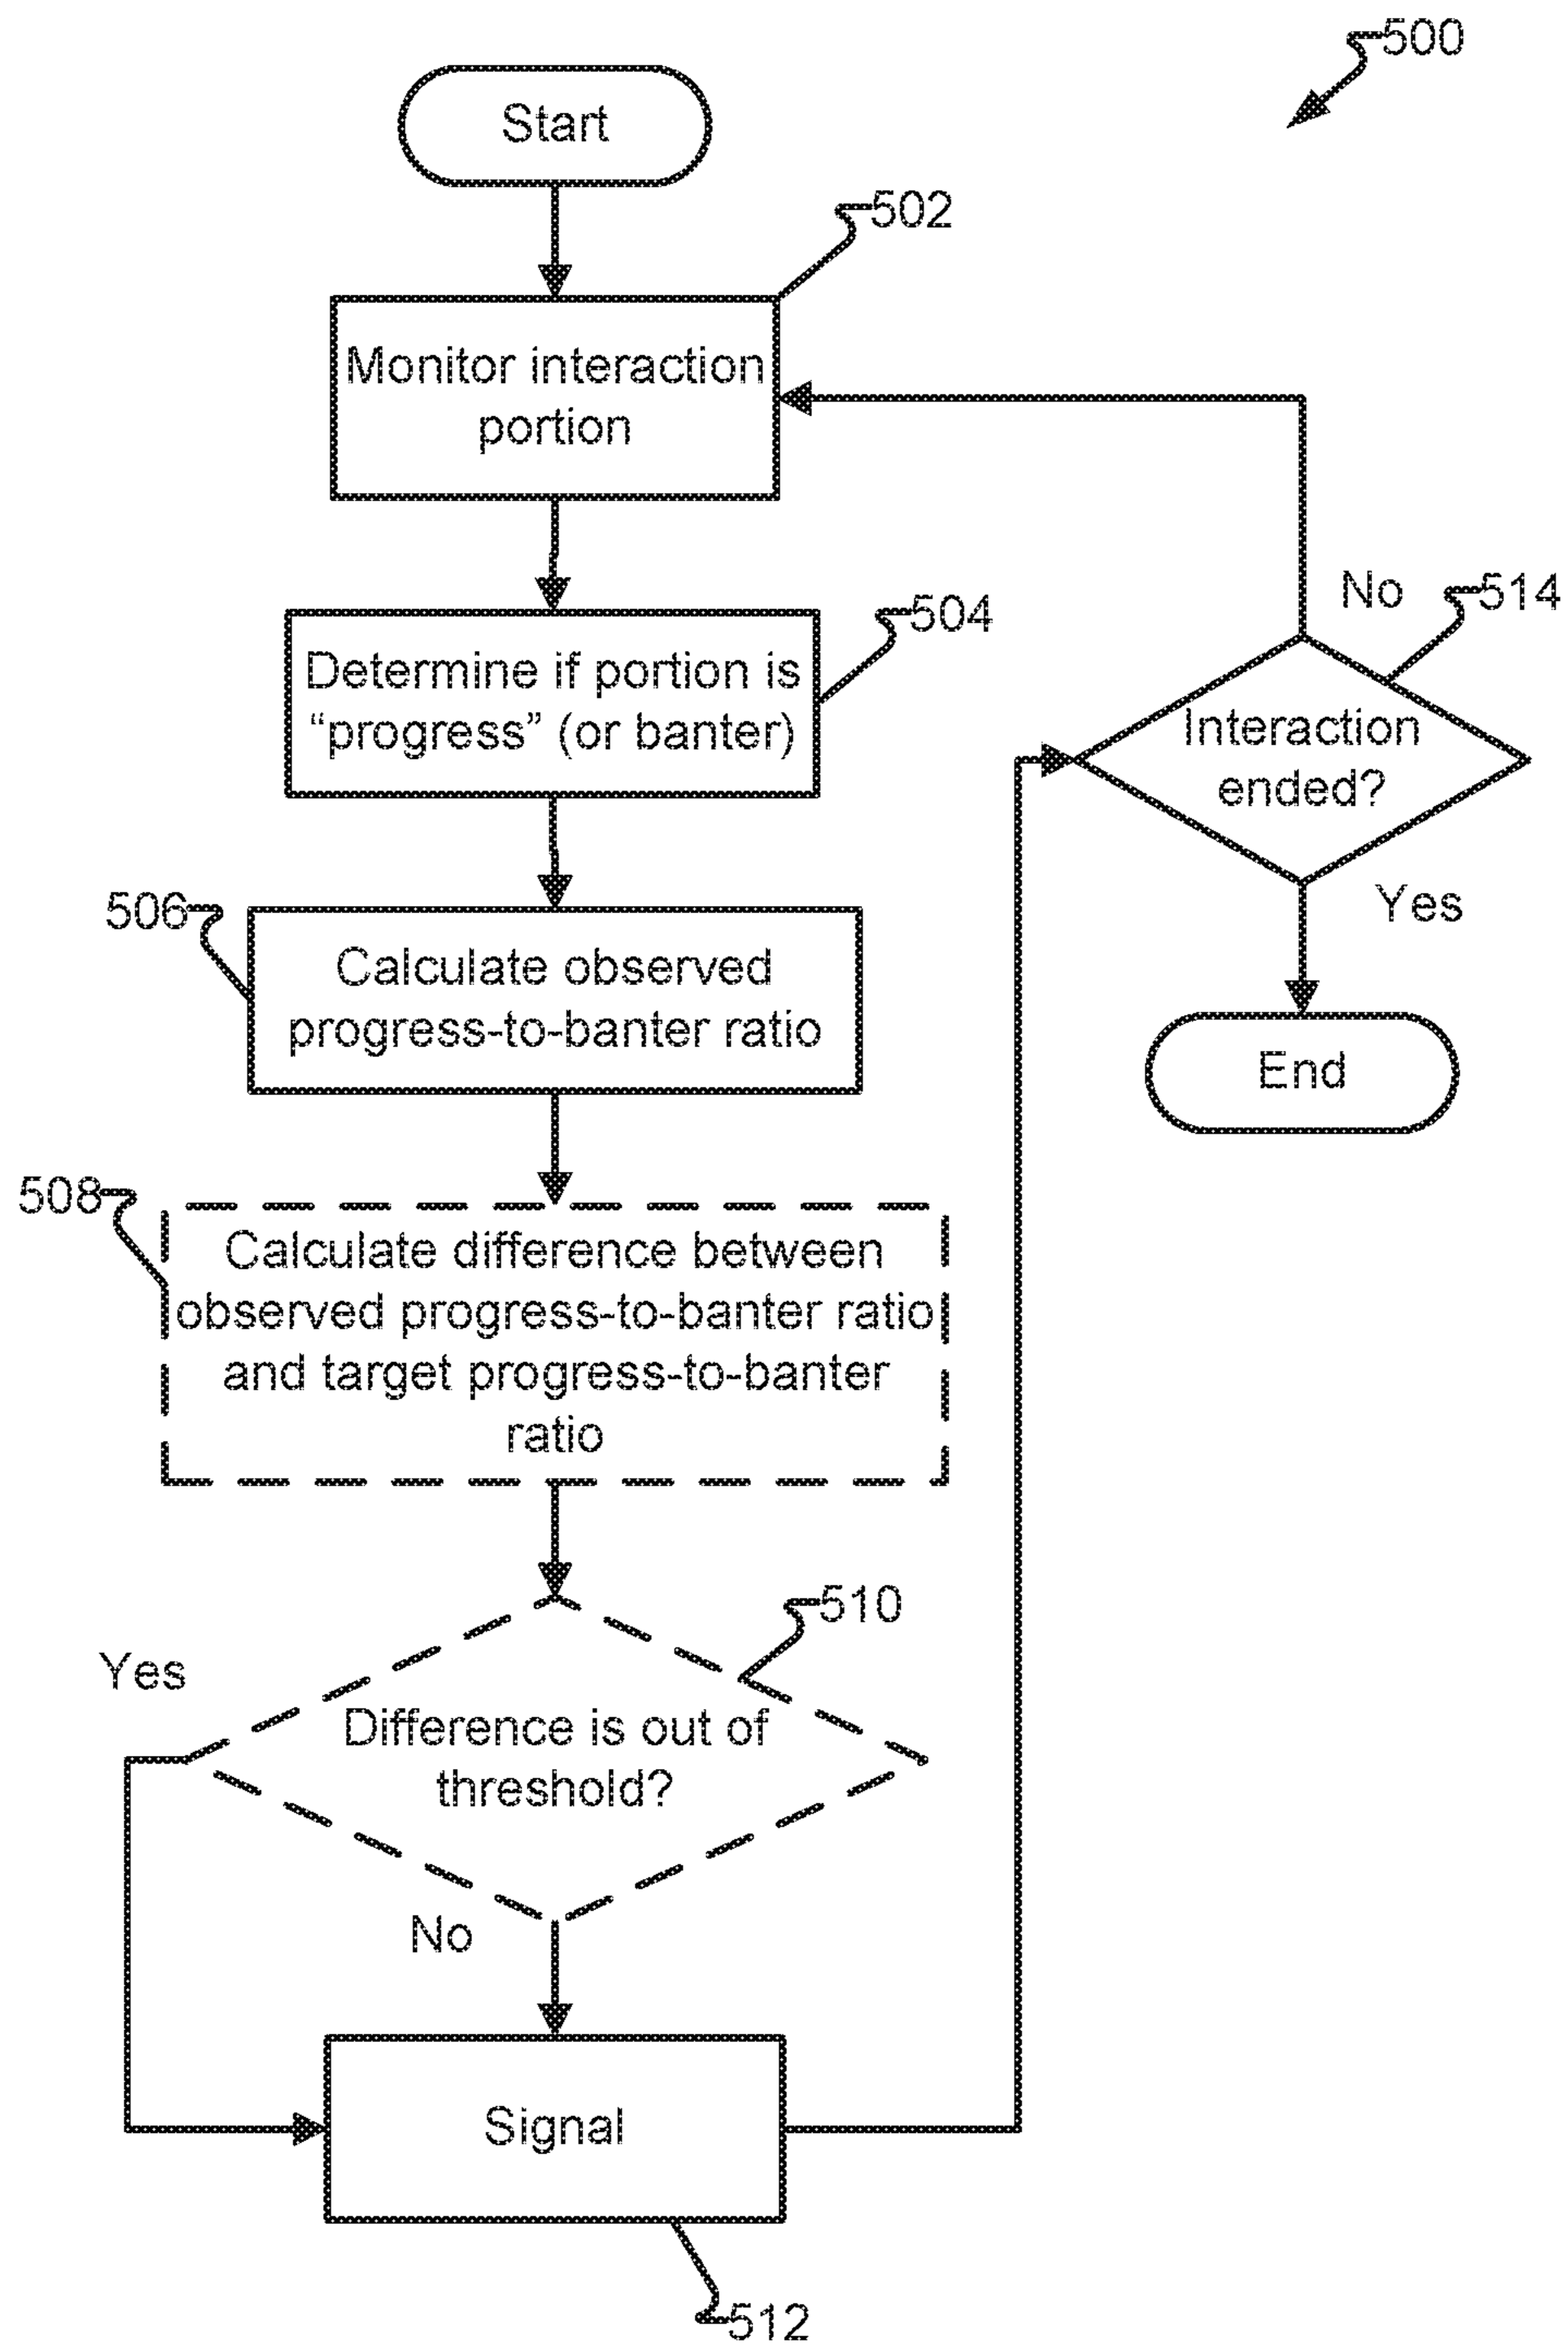 500
Start
502
Monitor interaction
portion
504
Determine if portion is
“progress” (or banter)
506
Calculate observed
progress-to-banter ratio
508
Calculate difference between
observed progress-to-banter ratio
and target progress-to-banter
ratio
510
Yes
Difference is out of
threshold?
No
Signal
512
No
514
Interaction
ended?
Yes
End